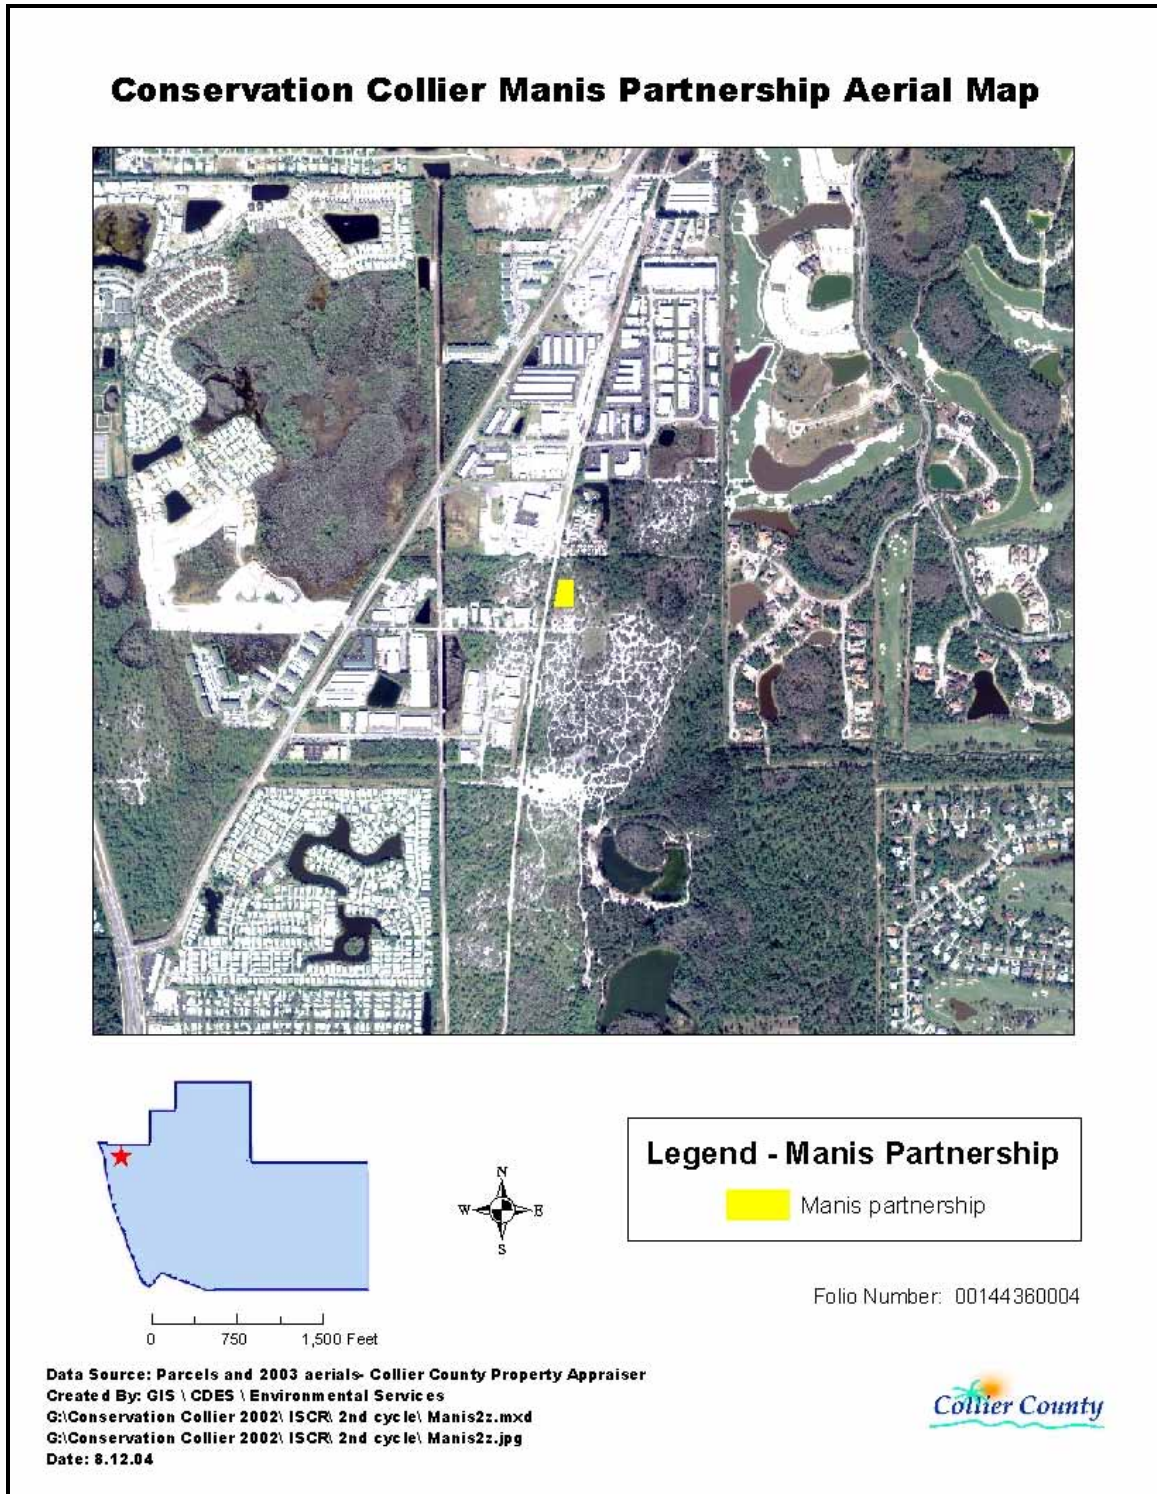 Conservation Collier Manis Partnership Aerial Map
Legend - Manis Partnership
Manis partnership
N
W E
S
Folio Number: 00144360004
0 750 1,500 Feet
Data Source: Parcels and 2003 aerials- Collier County Property Appraiser
Created By: GIS \ CDES \ Environmental Services
G:\Conservation Collier 2002\ ISCR\ 2nd cycle\ Manis2z.mxd
G:\Conservation Collier 2002\ ISCR\ 2nd cycle\ Manis2z.jpg
Date: 8.12.04
Collier County